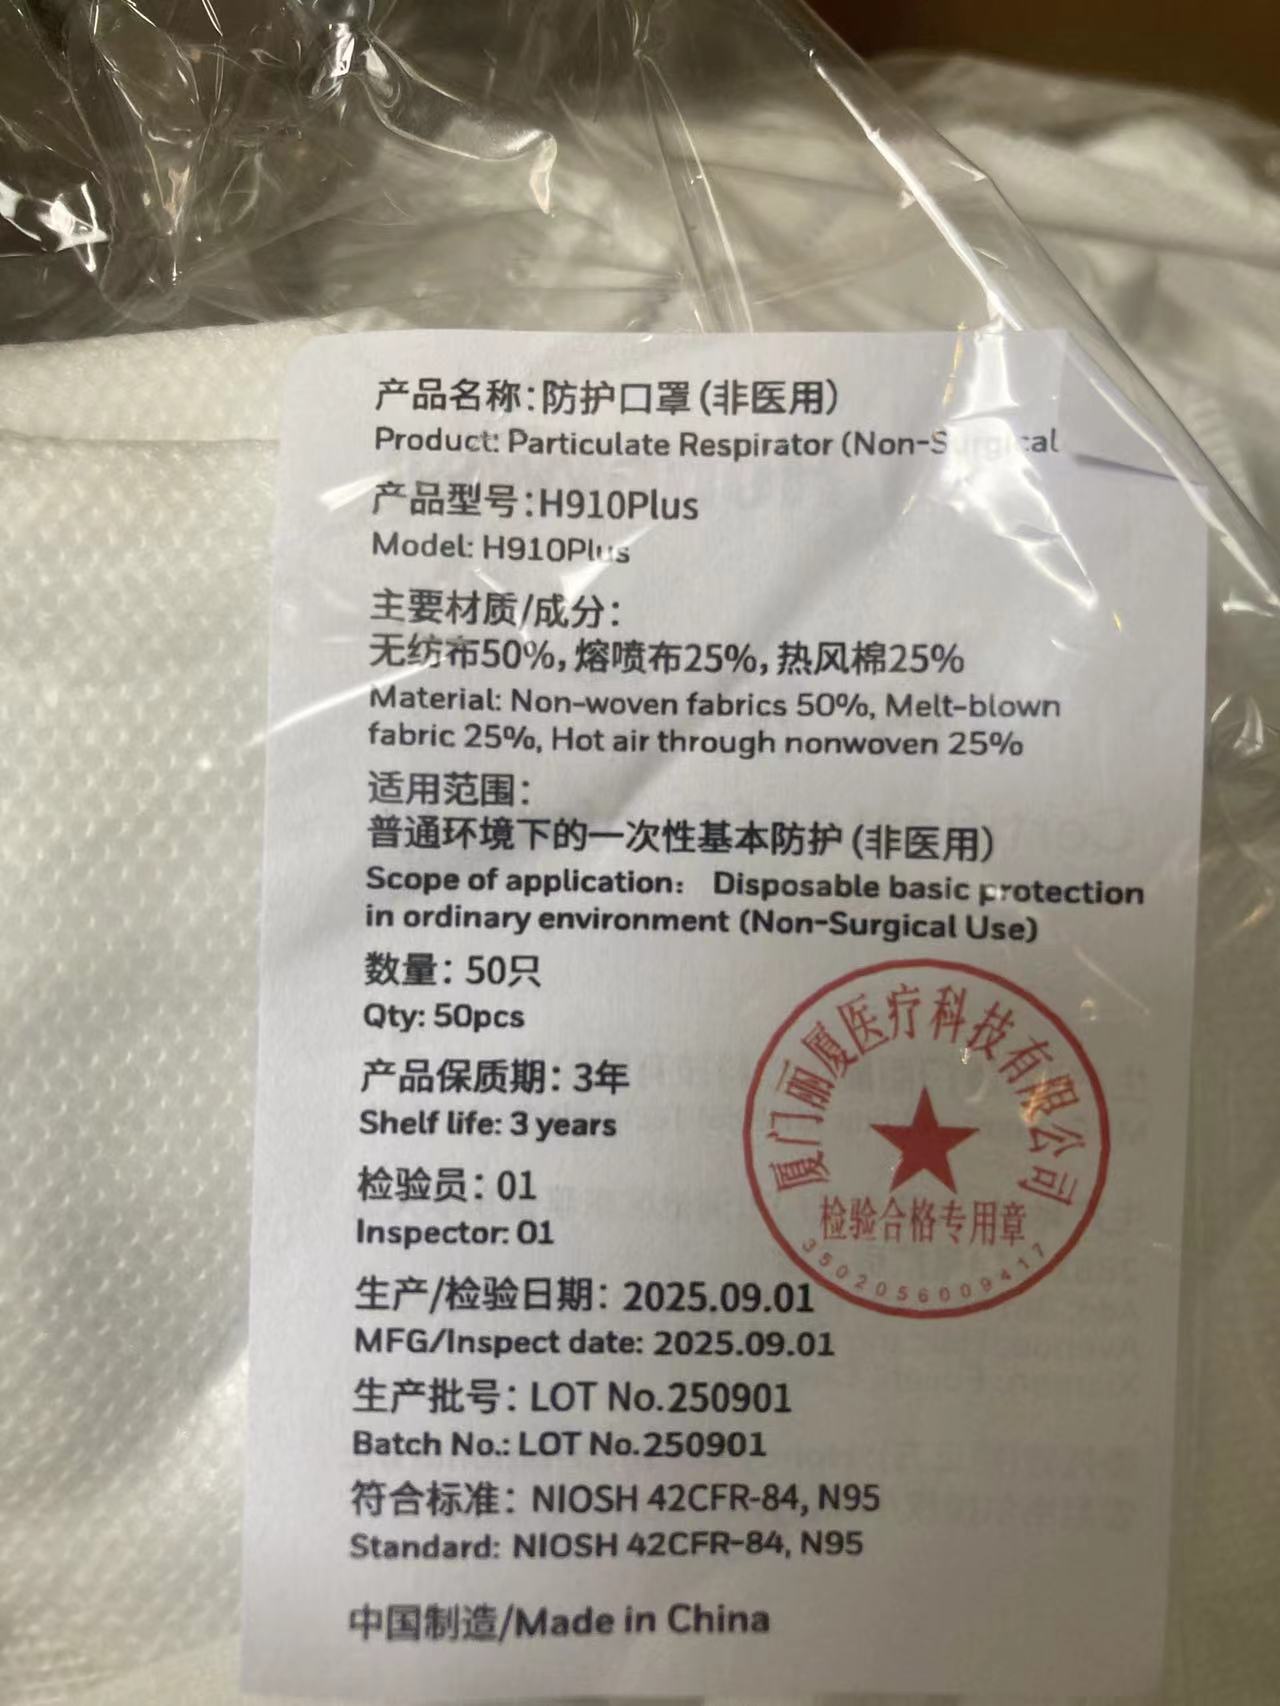 产品名称：防护口罩（非医用）
Product: Particulate Respirator (Non-Surgical
产品型号：H910Plus
Model: H910Plus
主要材质/成分：
无纺布50%，熔喷布25%，热风棉25%
Material: Non-woven fabrics 50%, Melt-blown
fabric 25%, Hot air through nonwoven 25%
适用范围：
普通环境下的一次性基本防护（非医用）
Scope of application： Disposable basic protection
in ordinary environment (Non-Surgical Use)
数量：50只
Qty: 50pcs
产品保质期：3年
Shelf life: 3 years
检验员：01
Inspector: 01
生产/检验日期：2025.09.01
MFG/Inspect date: 2025.09.01
生产批号：LOT No.250901
Batch No.: LOT No.250901
符合标准：NIOSH 42CFR-84, N95
Standard: NIOSH 42CFR-84, N95
中国制造/Made in China
厦门丽厦医疗科技有限公司
检验合格专用章
3502056009417